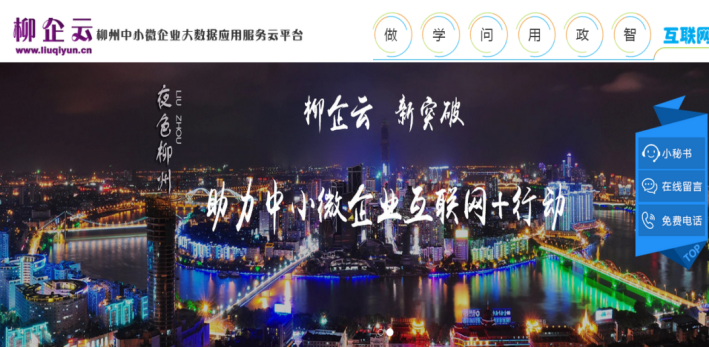 柳企云
www.liuqiyun.cn
柳州中小微企业大数据应用服务云平台
做 学 问 用 政 智
互联网
夜色柳州
LIU ZHOU
柳企云 新突破
助力中小微企业互联网+行动
小秘书
在线留言
免费电话
TOP